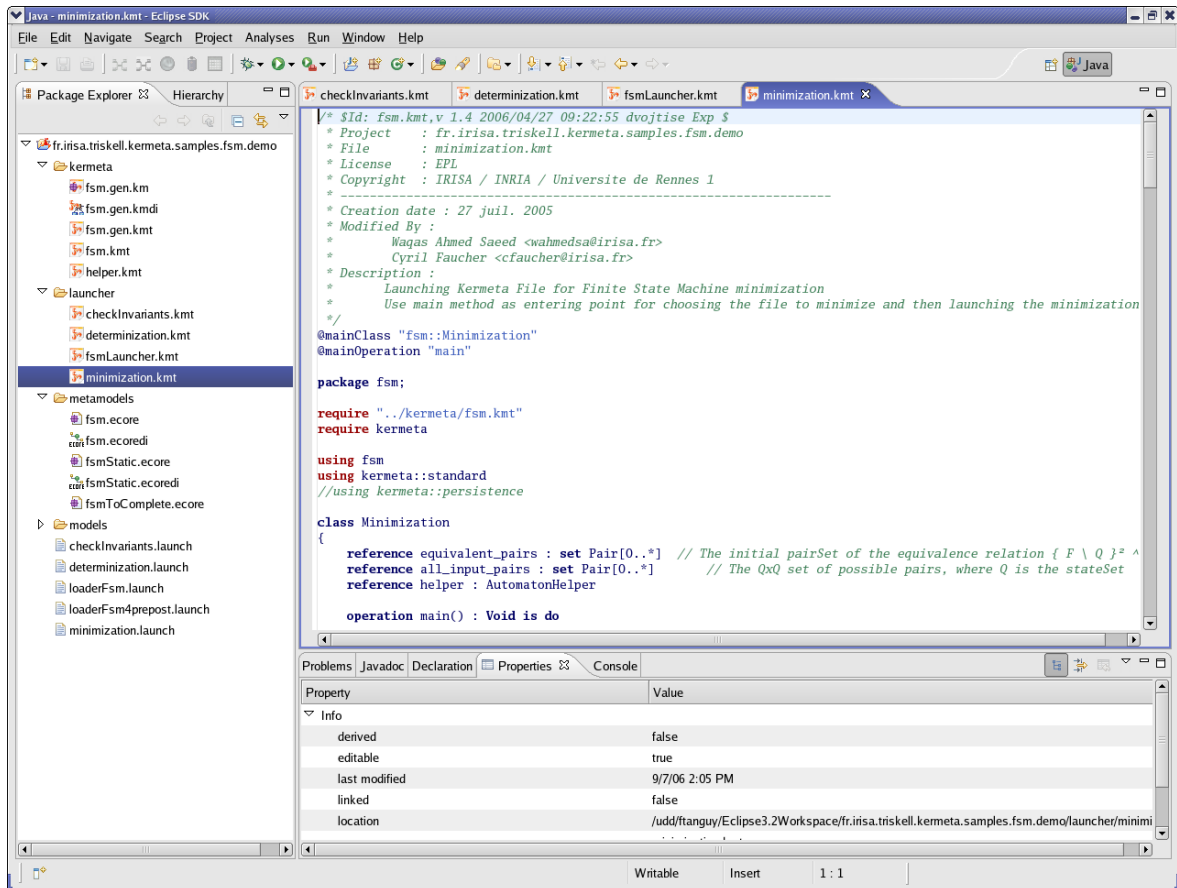 Java - minimization.kmt - Eclipse SDK
File Edit Navigate Search Project Analyses Run Window Help
Java
Package Explorer Hierarchy
fr.irisa.triskell.kermeta.samples.fsm.demo
kermeta
fsm.gen.km
fsm.gen.kmdi
fsm.gen.kmt
fsm.kmt
helper.kmt
launcher
checkInvariants.kmt
determinization.kmt
fsmLauncher.kmt
minimization.kmt
metamodels
fsm.ecore
fsm.ecoredi
fsmStatic.ecore
fsmStatic.ecoredi
fsmToComplete.ecore
models
checkInvariants.launch
determinization.launch
loaderFsm.launch
loaderFsm4prepost.launch
minimization.launch
checkInvariants.kmt determinization.kmt fsmLauncher.kmt minimization.kmt
/* $Id: fsm.kmt,v 1.4 2006/04/27 09:22:55 dvojtise Exp $
* Project : fr.irisa.triskell.kermeta.samples.fsm.demo
* File : minimization.kmt
* License : EPL
* Copyright : IRISA / INRIA / Universite de Rennes 1
* -------------------------------------------------------------------
* Creation date : 27 juil. 2005
* Modified By :
* Waqas Ahmed Saeed <wahmedsa@irisa.fr>
* Cyril Faucher <cfaucher@irisa.fr>
* Description :
* Launching Kermeta File for Finite State Machine minimization
* Use main method as entering point for choosing the file to minimize and then launching the minimization
*/
@mainClass "fsm::Minimization"
@mainOperation "main"
package fsm;
require "../kermeta/fsm.kmt"
require kermeta
using fsm
using kermeta::standard
//using kermeta::persistence
class Minimization
{
reference equivalent_pairs : set Pair[0..*] // The initial pairSet of the equivalence relation { F \ Q }² ^
reference all_input_pairs : set Pair[0..*] // The QxQ set of possible pairs, where Q is the stateSet
reference helper : AutomatonHelper
operation main() : Void is do
Problems Javadoc Declaration Properties Console
Property Value
Info
derived false
editable true
last modified 9/7/06 2:05 PM
linked false
location /udd/ftanguy/Eclipse3.2Workspace/fr.irisa.triskell.kermeta.samples.fsm.demo/launcher/minimi
Writable Insert 1 : 1